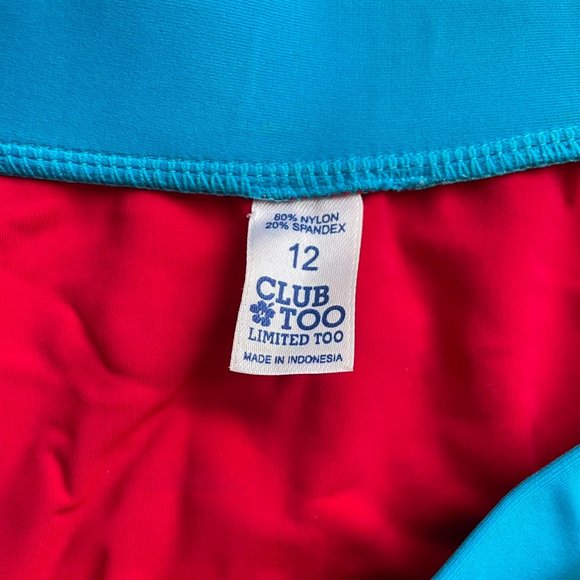 80% NYLON
20% SPANDEX
12
CLUB
TOO
LIMITED TOO
MADE IN INDONESIA